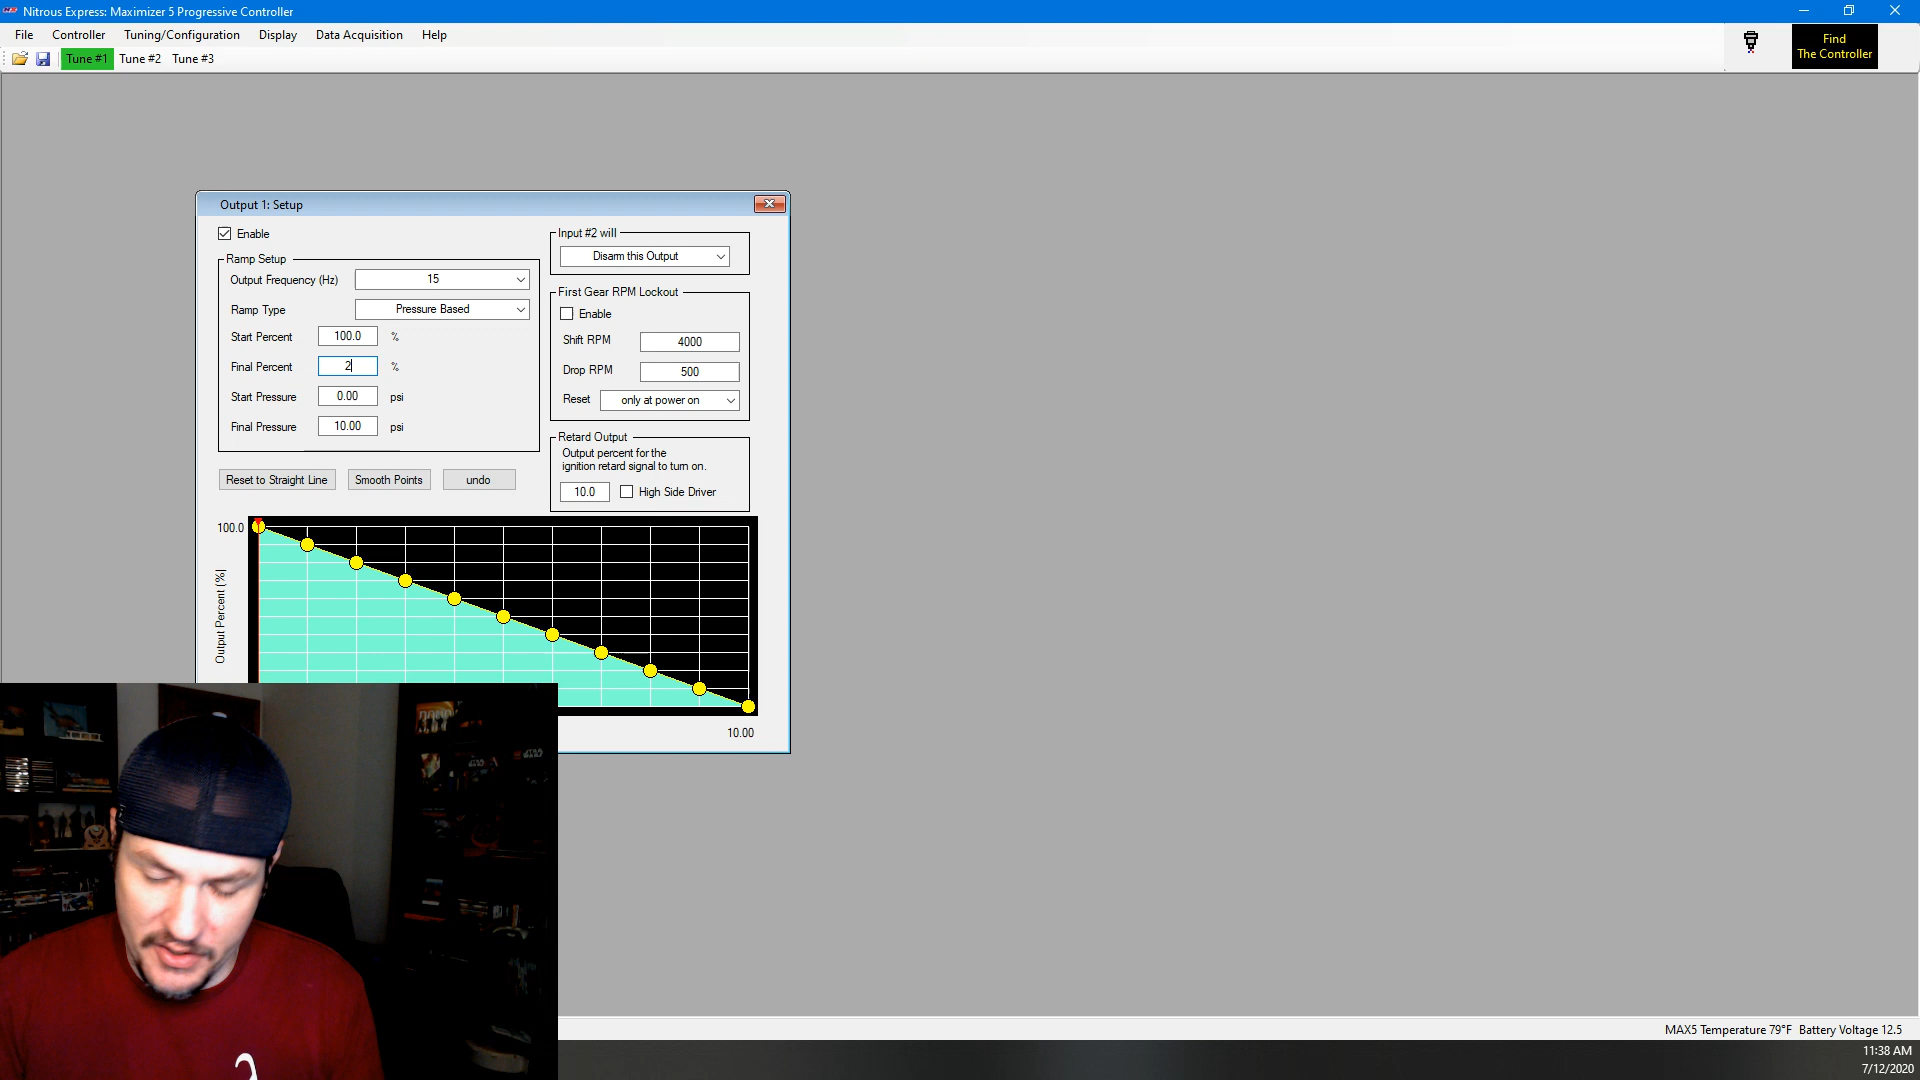 Nitrous Express: Maximizer 5 Progressive Controller
File Controller Tuning/Configuration Display Data Acquisition Help
Find
The Controller
Tune #1 Tune #2 Tune #3
Output 1: Setup
Enable
Ramp Setup
Output Frequency (Hz) 15
Ramp Type Pressure Based
Start Percent 100.0 %
Final Percent 2 %
Start Pressure 0.00 psi
Final Pressure 10.00 psi
Input #2 will
Disarm this Output
First Gear RPM Lockout
Enable
Shift RPM 4000
Drop RPM 500
Reset only at power on
Retard Output
Output percent for the
ignition retard signal to turn on.
10.0 High Side Driver
Reset to Straight Line Smooth Points undo
100.0
Output Percent (%)
10.00
MAX5 Temperature 79°F Battery Voltage 12.5
11:38 AM
7/12/2020